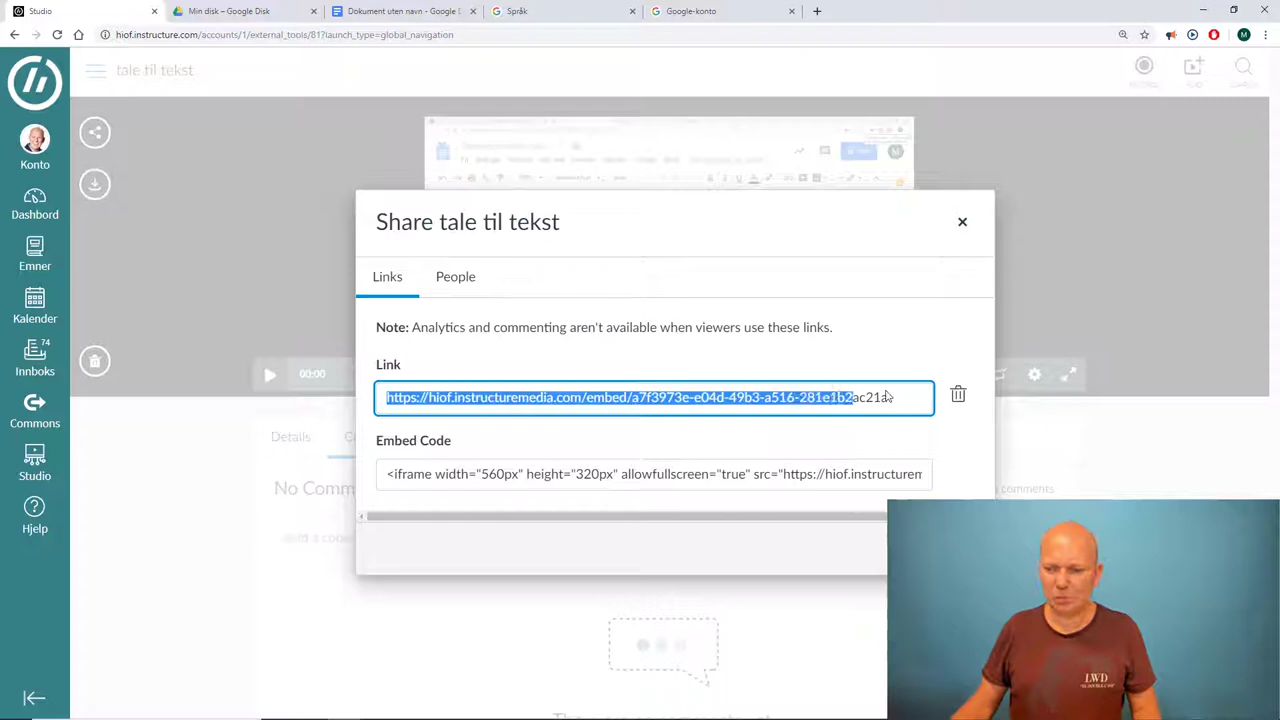 Studio
Min disk – Google Disk
Dokument uten navn - Google D
Språk
Google-konto
hiof.instructure.com/accounts/1/external_tools/81?launch_type=global_navigation
M
tale til tekst
Konto
Dashbord
Emner
Kalender
74
Innboks
Commons
Studio
Hjelp
Share tale til tekst
Links
People
Note: Analytics and commenting aren't available when viewers use these links.
Link
https://hiof.instructuremedia.com/embed/a7f3973e-e04d-49b3-a516-281e1b2ac21a
Embed Code
<iframe width="560px" height="320px" allowfullscreen="true" src="https://hiof.instructurem
00:00
Details
No Comm
comments
LWD